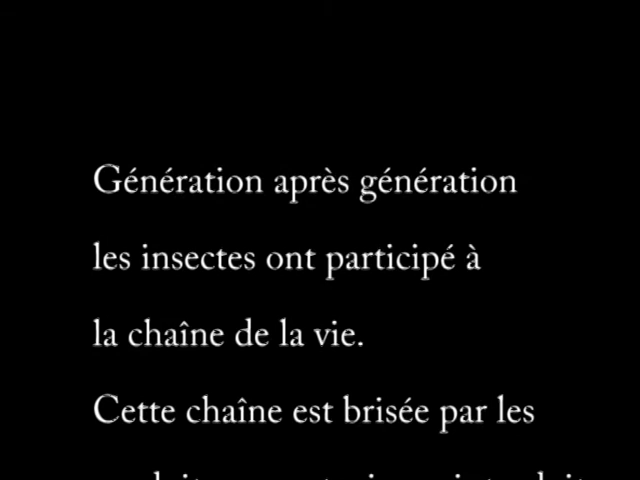 Génération après génération
les insectes ont participé à
la chaîne de la vie.
Cette chaîne est brisée par les